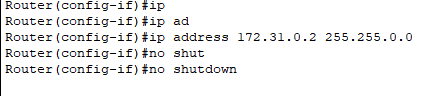 Router(config-if)#ip
Router(config-if)#ip ad
Router(config-if)#ip address 172.31.0.2 255.255.0.0
Router(config-if)#no shut
Router(config-if)#no shutdown